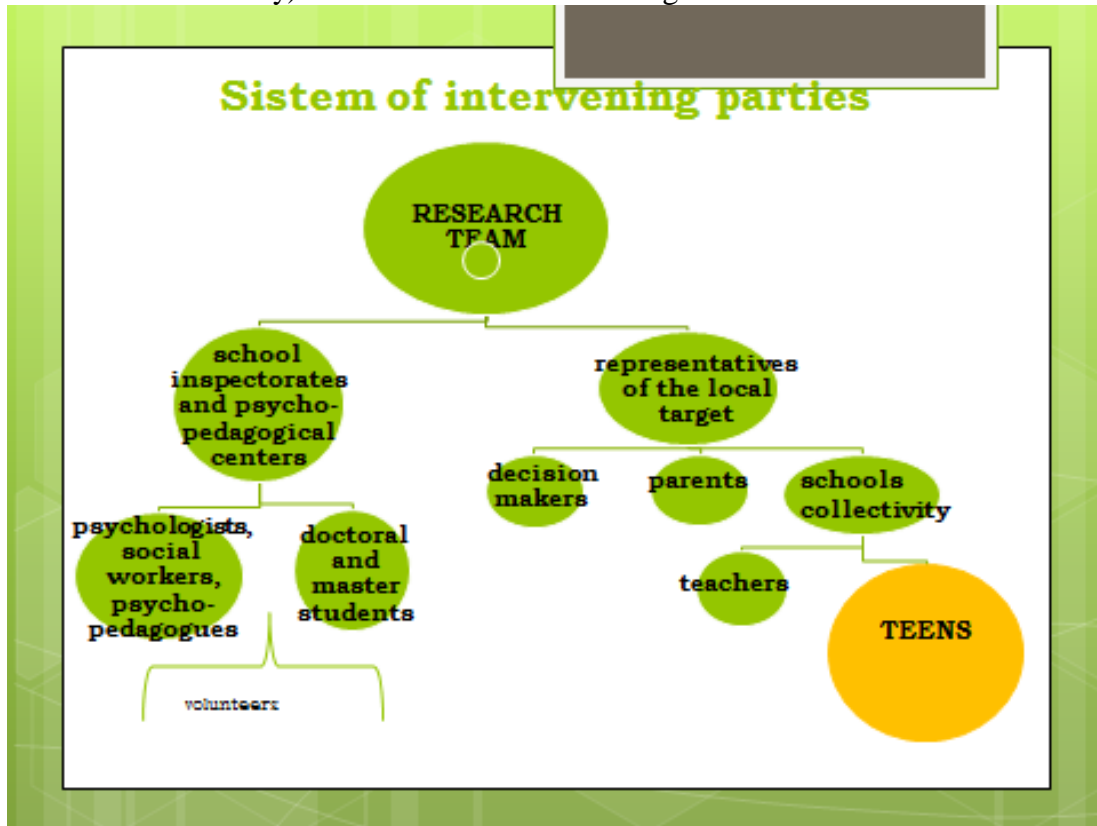 Sistem of intervening parties
RESEARCH
TEAM
school
inspectorates
and psycho-
pedagogical
centers
representatives
of the local
target
decision
makers
parents
schools
collectivity
psychologists,
social
workers,
psycho-
pedagogues
doctoral
and
master
students
teachers
TEENS
volunteers